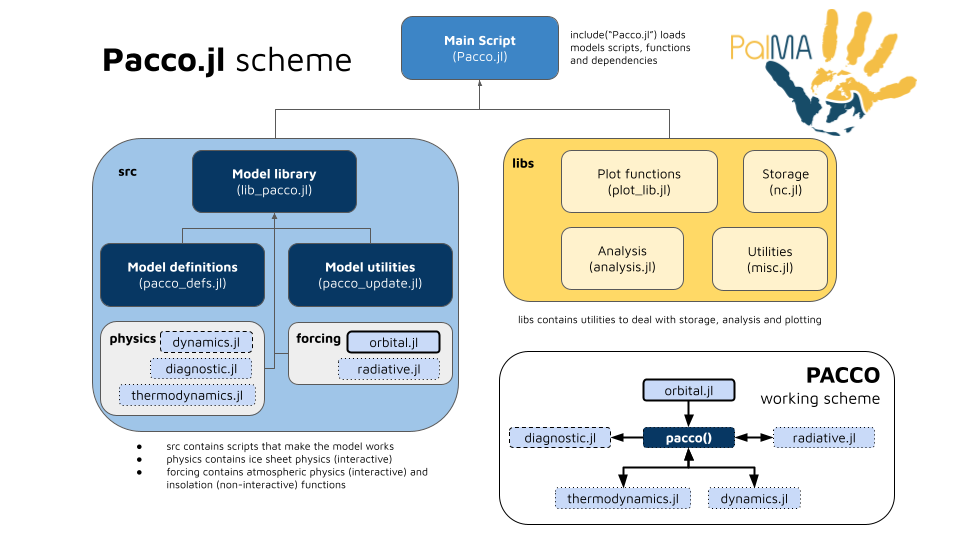 Pacco.jl scheme
Main Script
(Pacco.jl)
include("Pacco.jl") loads
models scripts, functions
and dependencies
PalMA
src
Model library
(lib_pacco.jl)
Model definitions
(pacco_defs.jl)
Model utilities
(pacco_update.jl)
physics
dynamics.jl
diagnostic.jl
thermodynamics.jl
forcing
orbital.jl
radiative.jl
● src contains scripts that make the model works
● physics contains ice sheet physics (interactive)
● forcing contains atmospheric physics (interactive) and
insolation (non-interactive) functions
libs
Plot functions
(plot_lib.jl)
Storage
(nc.jl)
Analysis
(analysis.jl)
Utilities
(misc.jl)
libs contains utilities to deal with storage, analysis and plotting
PACCO
working scheme
orbital.jl
diagnostic.jl
pacco()
radiative.jl
thermodynamics.jl
dynamics.jl